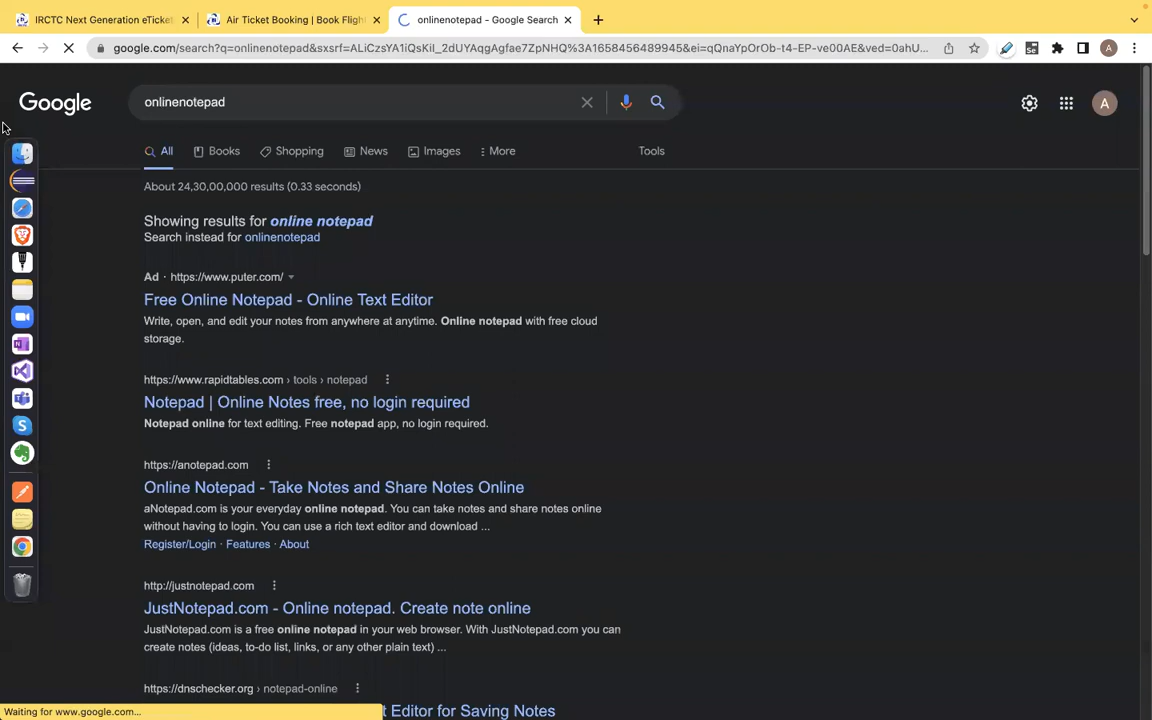 IRCTC Next Generation eTicket
Air Ticket Booking | Book Flight
onlinenotepad - Google Search
google.com/search?q=onlinenotepad&sxsrf=ALiCzsYA1iQsKil_2dUYAqgAgfae7ZpNHQ%3A1658456489945&ei=qQnaYpOrOb-t4-EP-ve00AE&ved=0ahU...
A
Google
onlinenotepad
A
All
Books
Shopping
News
Images
More
Tools
About 24,30,00,000 results (0.33 seconds)
Showing results for online notepad
Search instead for onlinenotepad
Ad · https://www.puter.com/
Free Online Notepad - Online Text Editor
Write, open, and edit your notes from anywhere at anytime. Online notepad with free cloud
storage.
https://www.rapidtables.com › tools › notepad
Notepad | Online Notes free, no login required
Notepad online for text editing. Free notepad app, no login required.
https://anotepad.com
Online Notepad - Take Notes and Share Notes Online
aNotepad.com is your everyday online notepad. You can take notes and share notes online
without having to login. You can use a rich text editor and download ...
Register/Login · Features · About
http://justnotepad.com
JustNotepad.com - Online notepad. Create note online
JustNotepad.com is a free online notepad in your web browser. With JustNotepad.com you can
create notes (ideas, to-do list, links, or any other plain text) ...
https://dnschecker.org › notepad-online
t Editor for Saving Notes
Waiting for www.google.com...